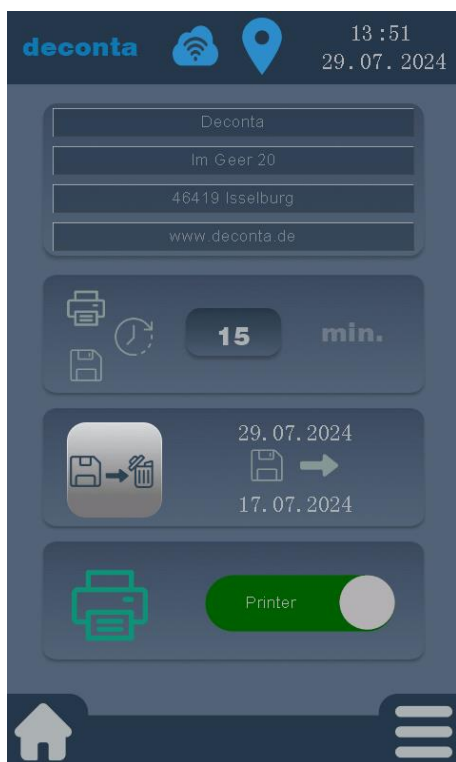 deconta
13:51
29.07.2024
Deconta
Im Geer 20
46419 Isselburg
www.deconta.de
15 min.
29.07.2024
17.07.2024
Printer